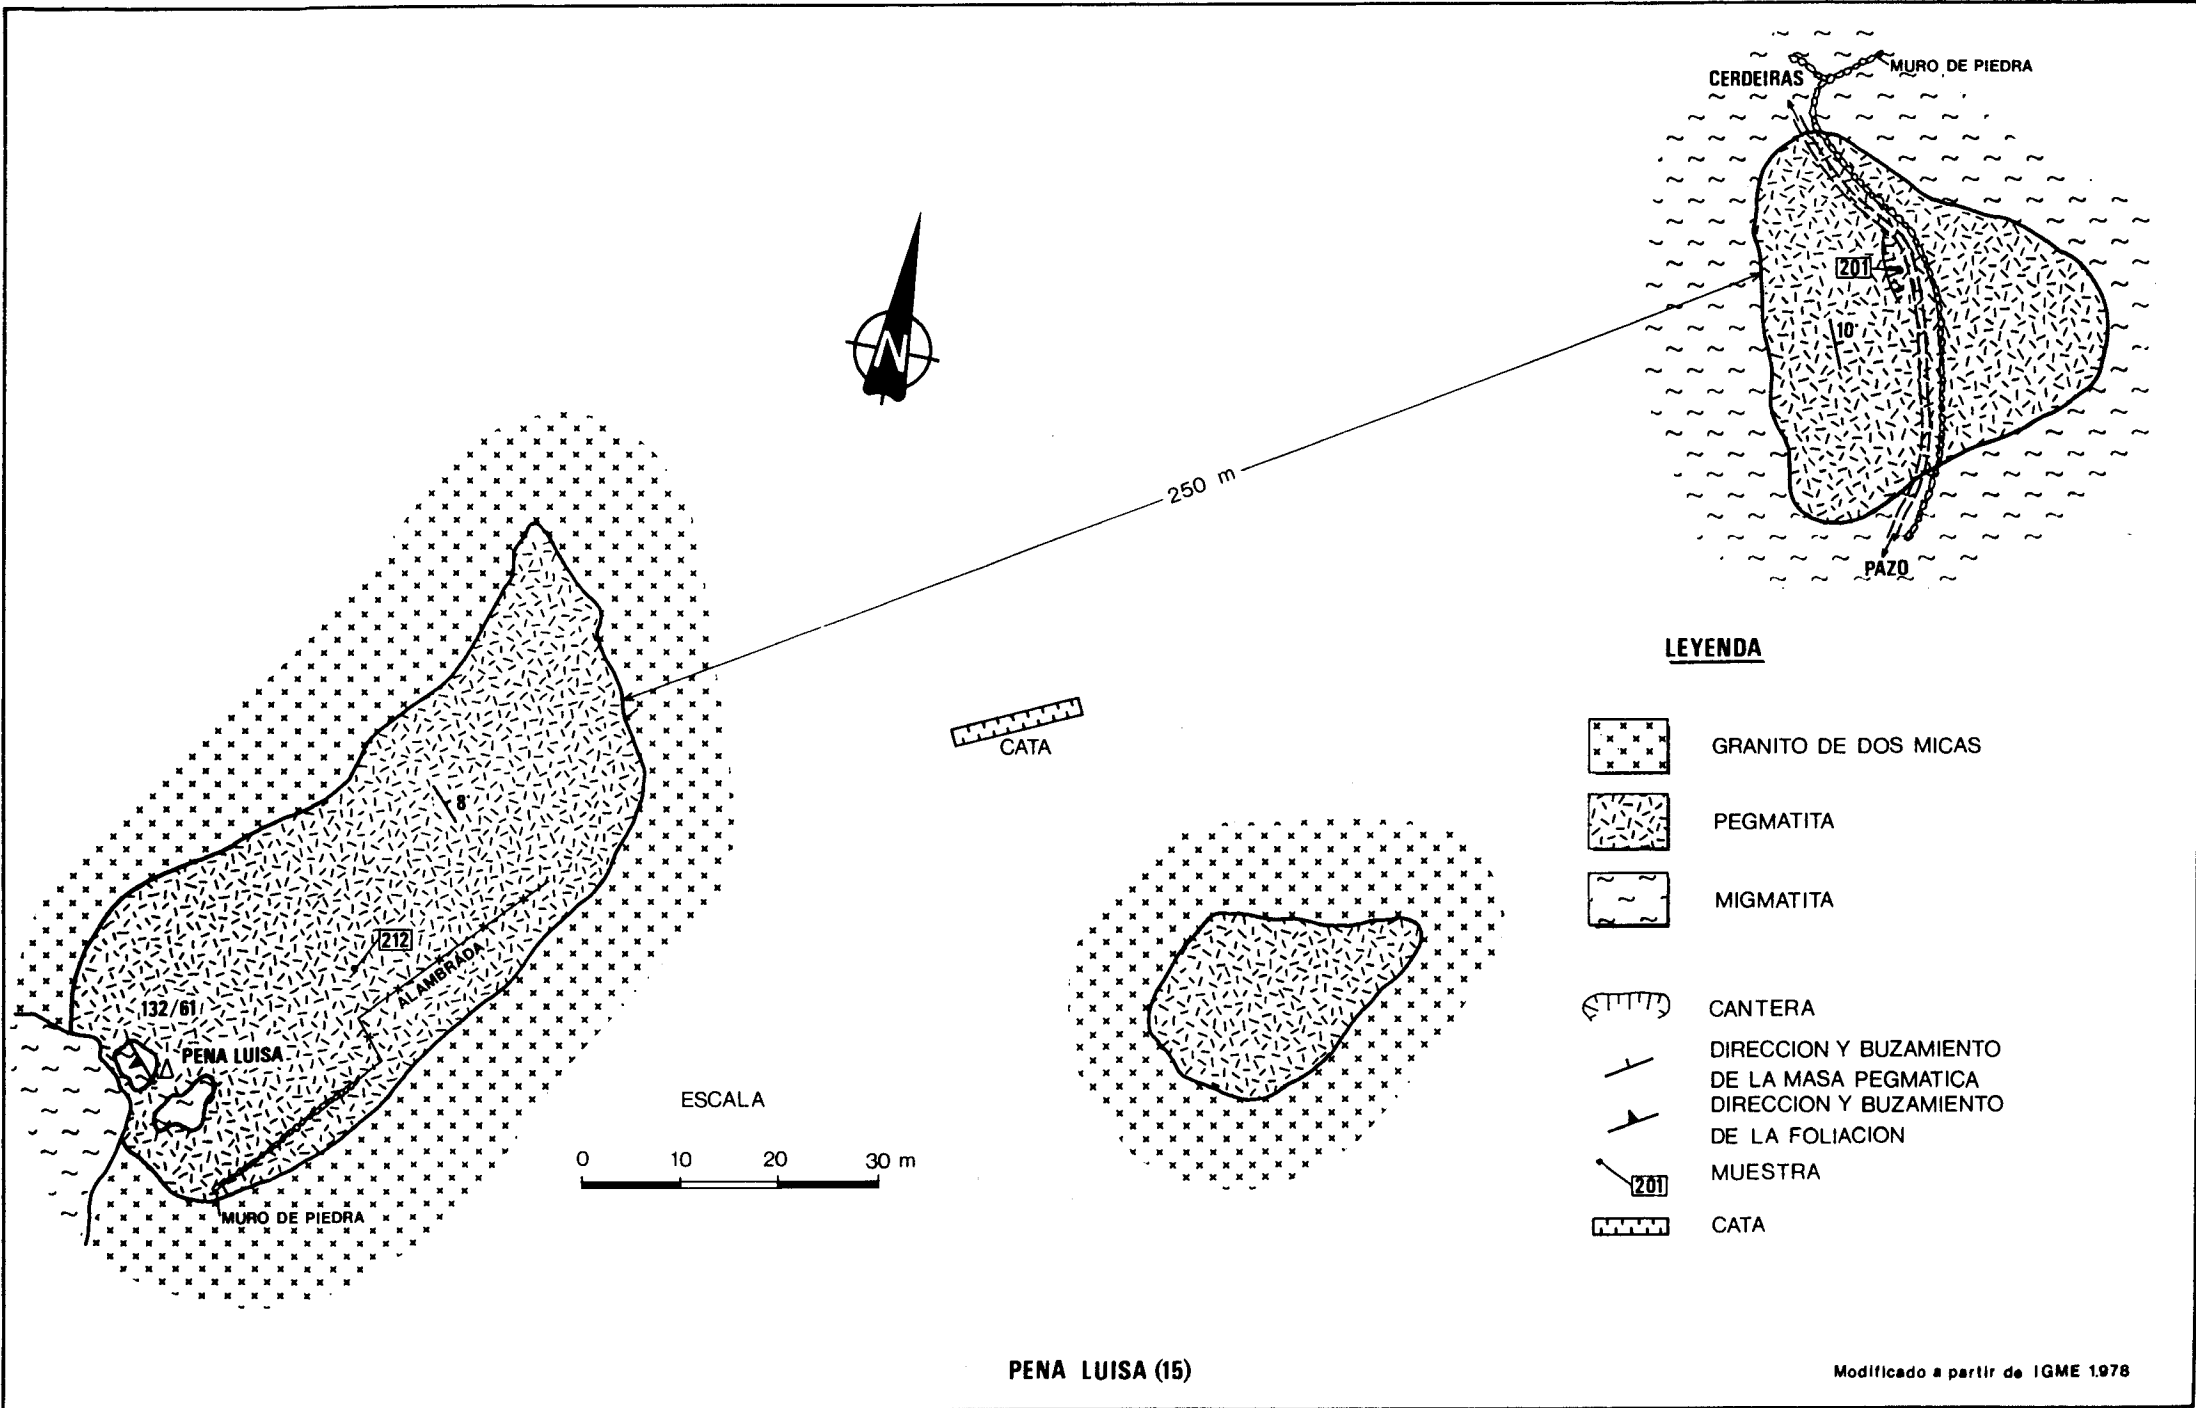 CERDEIRAS
MURO DE PIEDRA
201
10°
PAZO
N
250 m
CATA
8°
212
ALAMBRADA
132/61
PENA LUISA
MURO DE PIEDRA
ESCALA
0 10 20 30 m
LEYENDA
GRANITO DE DOS MICAS
PEGMATITA
MIGMATITA
CANTERA
DIRECCION Y BUZAMIENTO
DE LA MASA PEGMATICA
DIRECCION Y BUZAMIENTO
DE LA FOLIACION
201
MUESTRA
CATA
PENA LUISA (15)
Modificado a partir de IGME 1.978